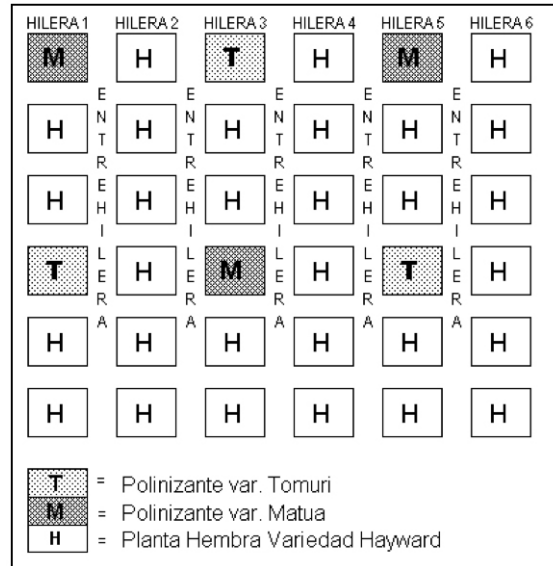 HILERA 1 HILERA 2 HILERA 3 HILERA 4 HILERA 5 HILERA 6
M H T H M H
H H H H H H
H H H H H H
T H M H T H
H H H H H H
H H H H H H
ENTREHILERA
ENTREHILERA
ENTREHILERA
ENTREHILERA
ENTREHILERA
T = Polinizante var. Tomuri
M = Polinizante var. Matua
H = Planta Hembra Variedad Hayward